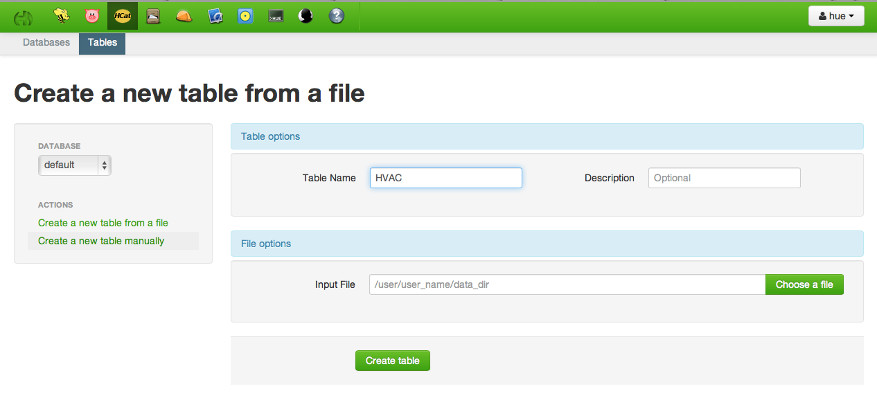 HCat
hue
Databases Tables
Create a new table from a file
DATABASE
default
ACTIONS
Create a new table from a file
Create a new table manually
Table options
Table Name HVAC Description Optional
File options
Input File /user/user_name/data_dir Choose a file
Create table